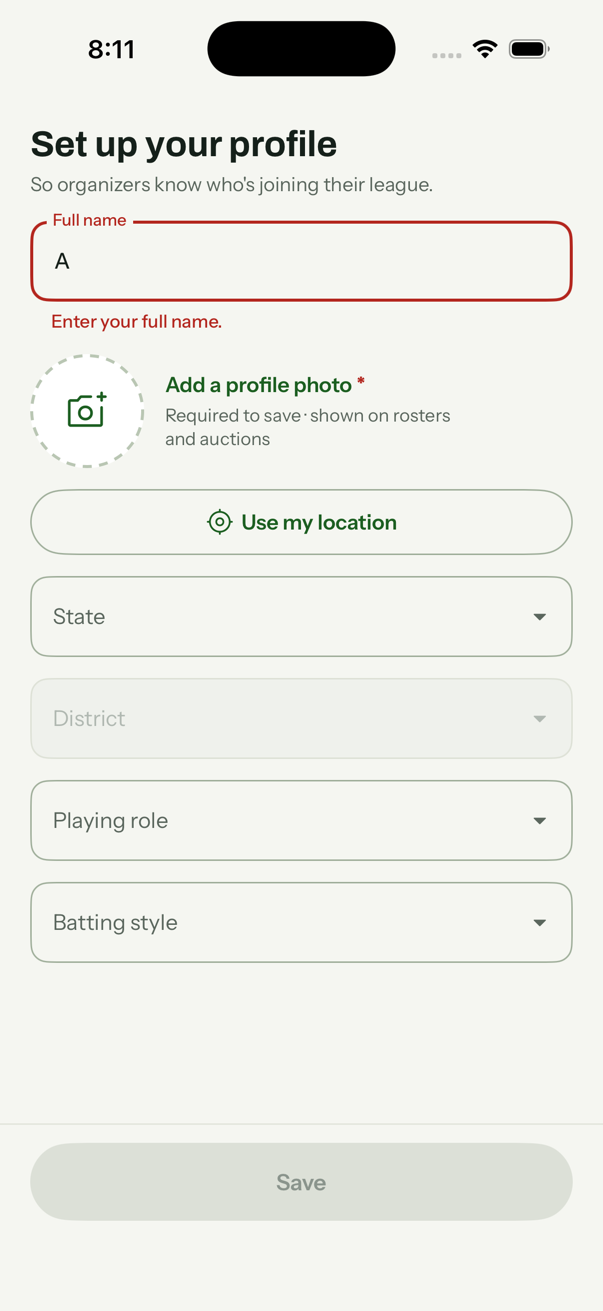 8:11
Set up your profile
So organizers know who's joining their league.
Full name
A
Enter your full name.
Add a profile photo *
Required to save · shown on rosters
and auctions
Use my location
State
District
Playing role
Batting style
Save